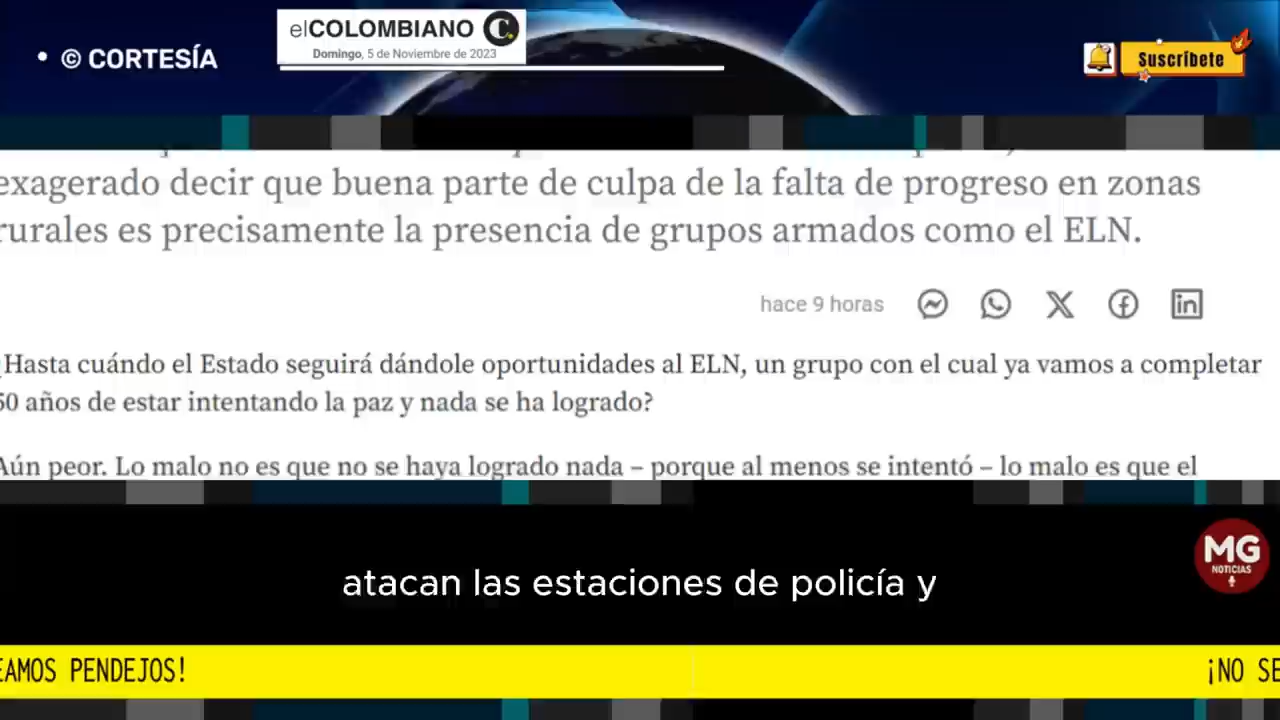 • © CORTESÍA
elCOLOMBIANO C
Domingo, 5 de Noviembre de 2023
Suscríbete
exagerado decir que buena parte de culpa de la falta de progreso en zonas
rurales es precisamente la presencia de grupos armados como el ELN.
hace 9 horas
¿Hasta cuándo el Estado seguirá dándole oportunidades al ELN, un grupo con el cual ya vamos a completar
50 años de estar intentando la paz y nada se ha logrado?
Aún peor. Lo malo no es que no se haya logrado nada – porque al menos se intentó – lo malo es que el
MG
NOTICIAS
atacan las estaciones de policía y
EAMOS PENDEJOS!
¡NO SE